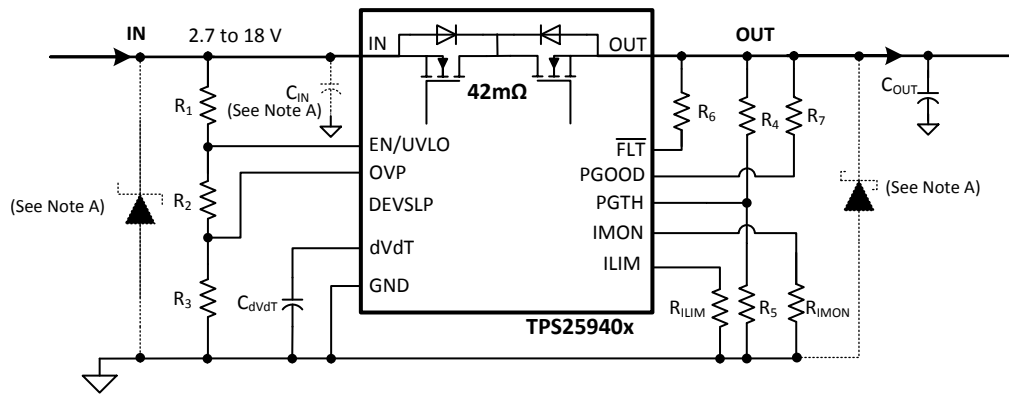 IN
2.7 to 18 V
IN
OUT
OUT
42mΩ
R1
CIN
(See Note A)
R6
R4
R7
COUT
EN/UVLO
FLT
OVP
PGOOD
(See Note A)
R2
DEVSLP
PGTH
(See Note A)
dVdT
IMON
ILIM
R3
CdVdT
GND
RILIM
R5
RIMON
TPS25940x